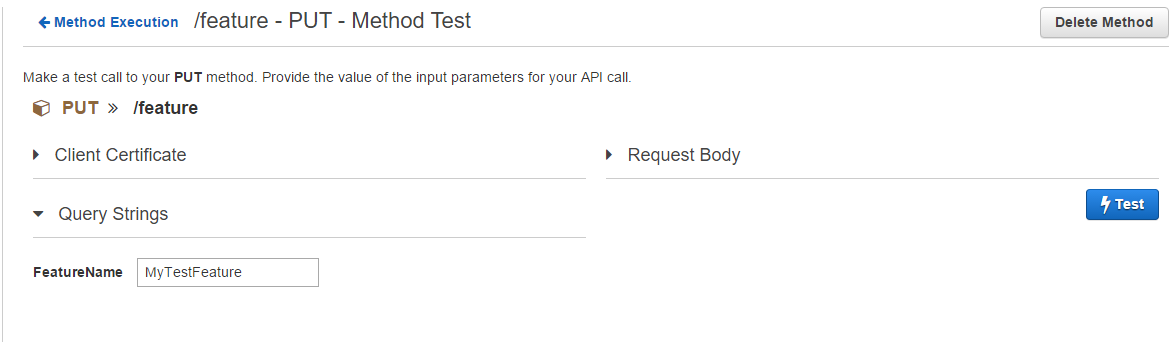 Method Execution /feature - PUT - Method Test Delete Method
Make a test call to your PUT method. Provide the value of the input parameters for your API call.
PUT » /feature
Client Certificate Request Body
Test
Query Strings
FeatureName MyTestFeature